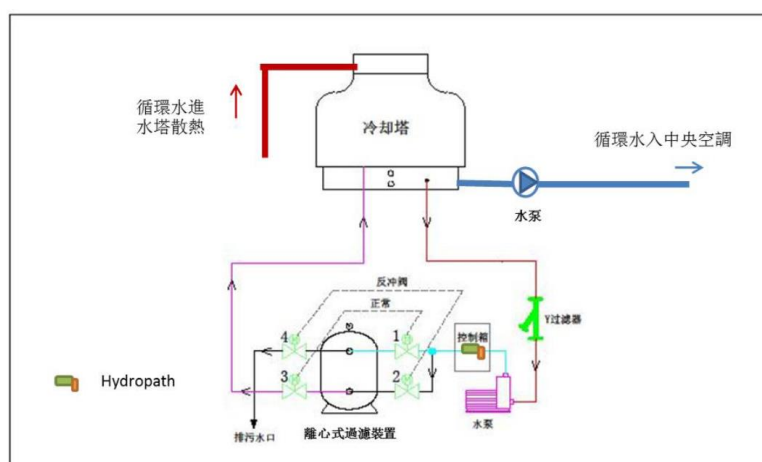 循環水進
水塔散熱
冷却塔
循環水入中央空調
水泵
反冲阀
正常
Y过滤器
4
1
控制箱
3
2
Hydropath
水泵
排污水口
離心式過濾裝置